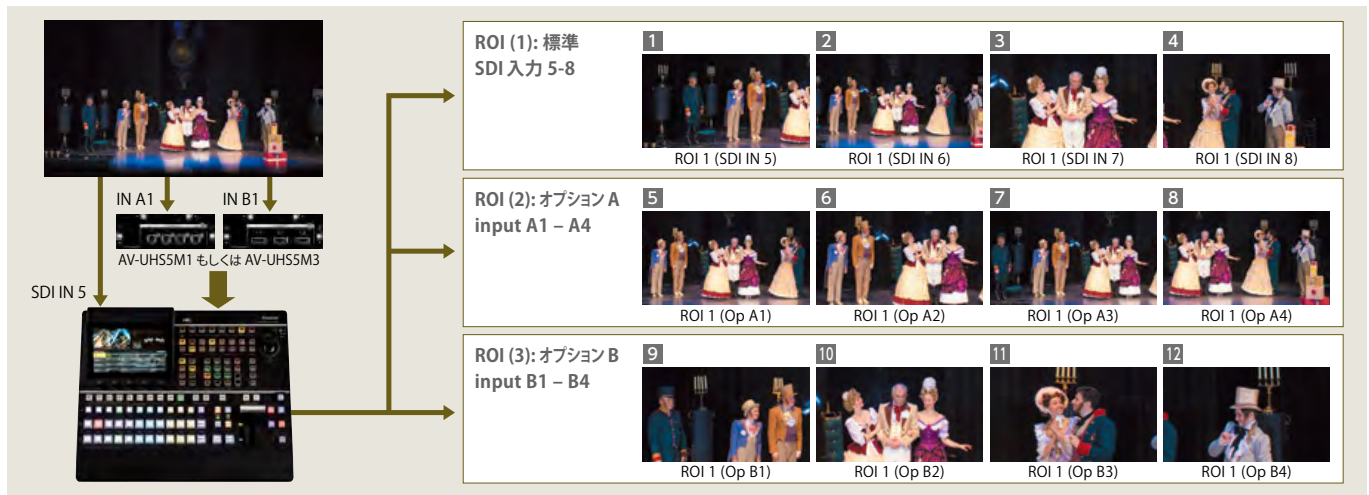 IN A1
IN B1
AV-UHS5M1 もしくは AV-UHS5M3
SDI IN 5
ROI (1): 標準
SDI 入力 5-8
1
2
3
4
ROI 1 (SDI IN 5)
ROI 1 (SDI IN 6)
ROI 1 (SDI IN 7)
ROI 1 (SDI IN 8)
ROI (2): オプション A
input A1 – A4
5
6
7
8
ROI 1 (Op A1)
ROI 1 (Op A2)
ROI 1 (Op A3)
ROI 1 (Op A4)
ROI (3): オプション B
input B1 – B4
9
10
11
12
ROI 1 (Op B1)
ROI 1 (Op B2)
ROI 1 (Op B3)
ROI 1 (Op B4)